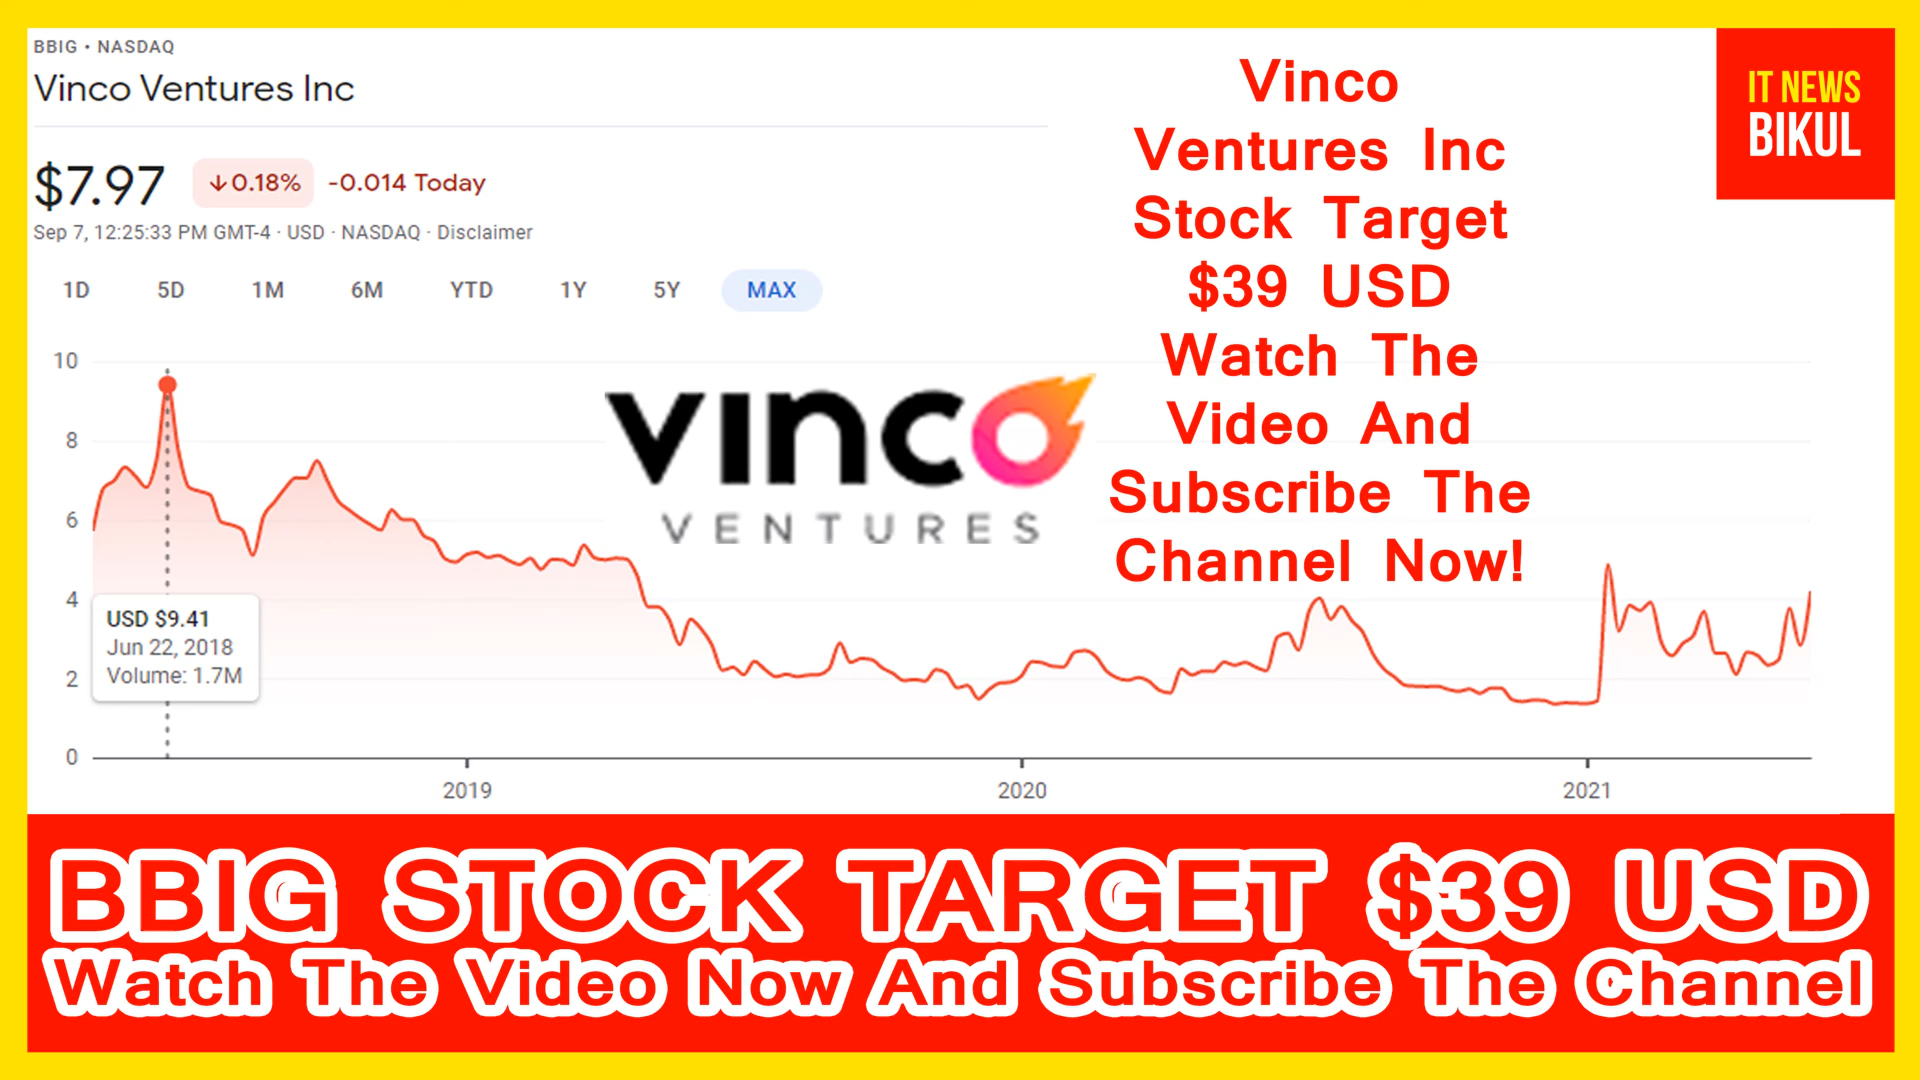 BBIG • NASDAQ
Vinco Ventures Inc
$7.97 ↓0.18% -0.014 Today
Sep 7, 12:25:33 PM GMT-4 · USD · NASDAQ · Disclaimer
1D 5D 1M 6M YTD 1Y 5Y MAX
10
8
6
4
2
0
USD $9.41
Jun 22, 2018
Volume: 1.7M
2019 2020 2021
vinco
VENTURES
Vinco
Ventures Inc
Stock Target
$39 USD
Watch The
Video And
Subscribe The
Channel Now!
IT NEWS
BIKUL
BBIG STOCK TARGET $39 USD
Watch The Video Now And Subscribe The Channel